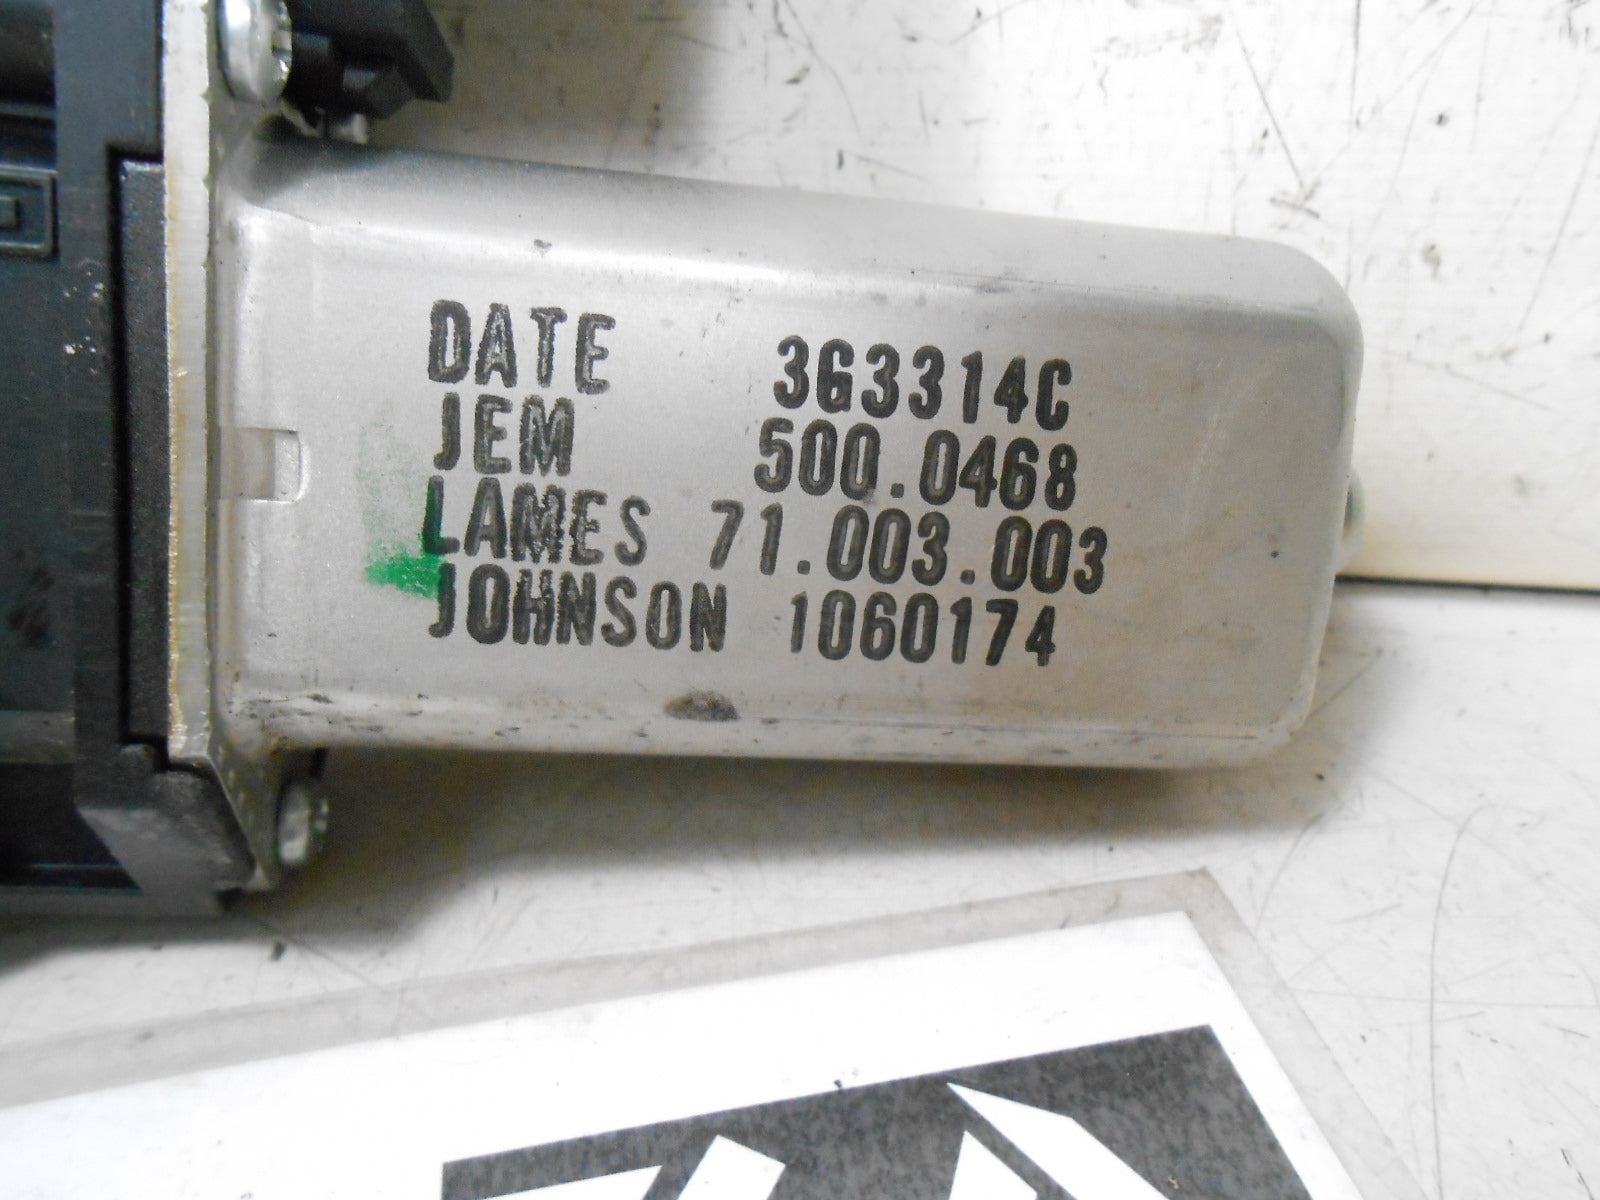 DATE 3G3314C
JEM 500.0468
LAMES 71.003.003
JOHNSON 1060174